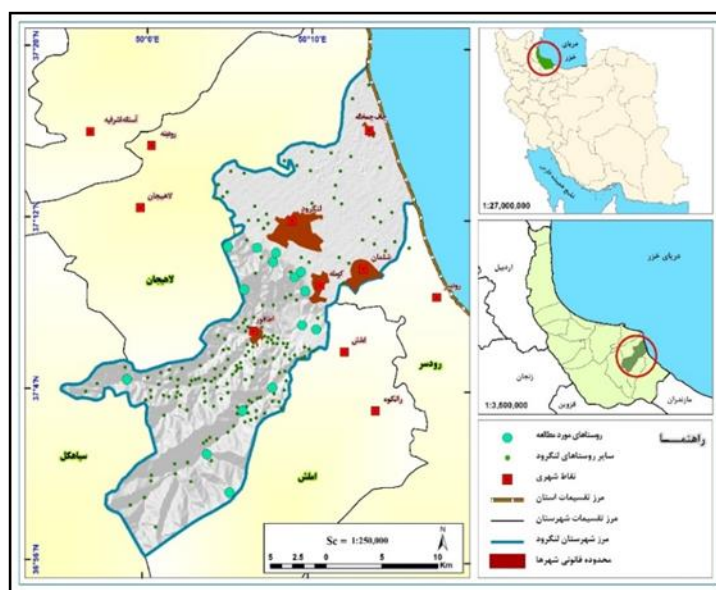 50°0'E
50°10'E
37°20'N
37°12'N
37°4'N
36°56'N
آستانه اشرفیه
رودبنه
چاف چمخاله
لاهیجان
لنگرود
شلمان
کومله
لاهیجان
رودسر
اطاقور
املش
رودسر
رانکوه
سیاهکل
املش
Sc = 1:250,000
N
5 2.5 0 5 10
Km
دریای
خزر
خلیج همیشه فارس
1:27,000,000
دریای خزر
اردبیل
زنجان
قزوین
مازندران
1:3,500,000
راهنمـــا
روستاهای مورد مطالعه
سایر روستاهای لنگرود
نقاط شهری
مرز تقسیمات استان
مرز تقسیمات شهرستان
مرز شهرستان لنگرود
محدوده قانونی شهرها